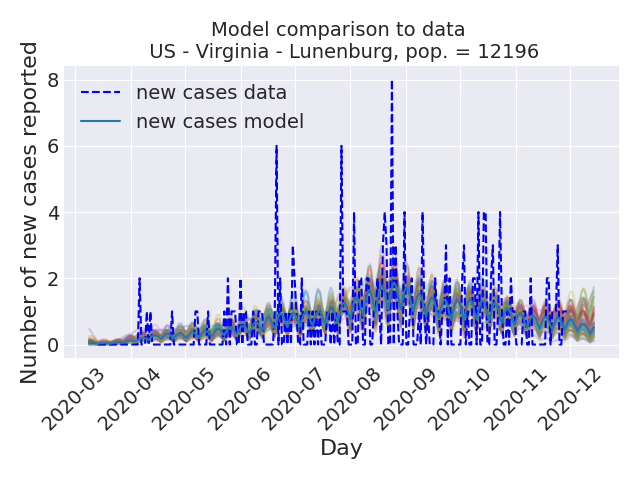 Model comparison to data
US - Virginia - Lunenburg, pop. = 12196
Number of new cases reported
8
6
4
2
0
new cases data
new cases model
2020-03
2020-04
2020-05
2020-06
2020-07
2020-08
2020-09
2020-10
2020-11
2020-12
Day